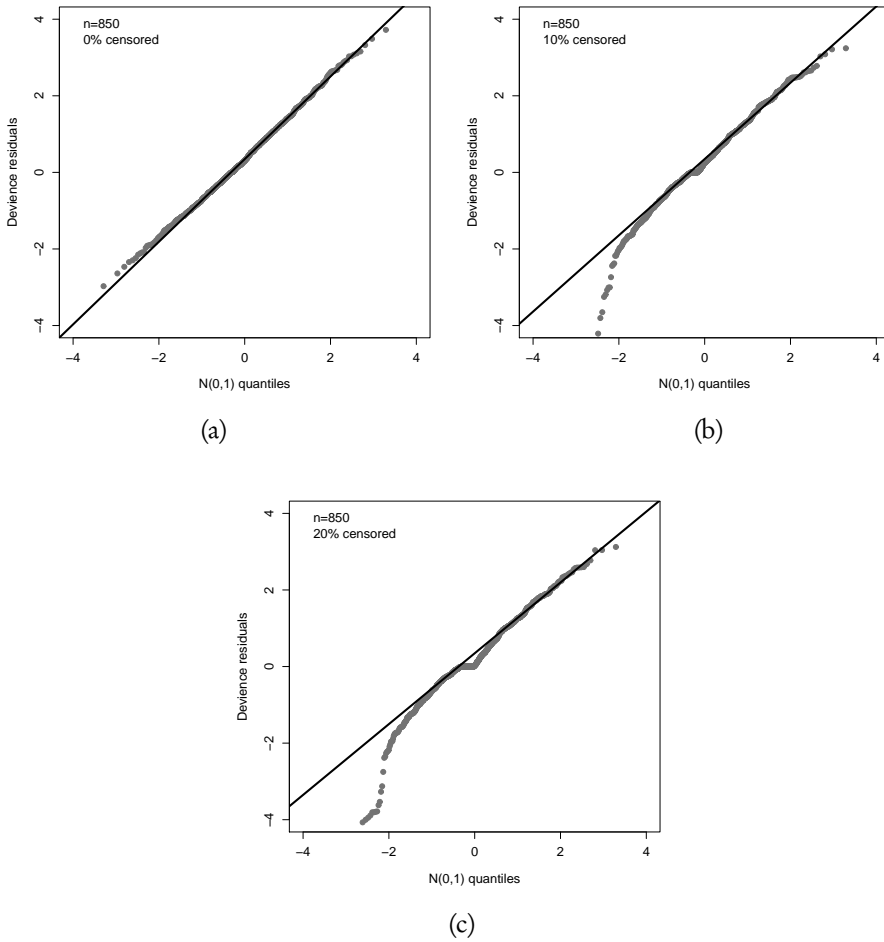 n=850
0% censored
Devience residuals
4
2
0
−2
−4
−4 −2 0 2 4
N(0,1) quantiles
(a)
n=850
10% censored
Devience residuals
4
2
0
−2
−4
−4 −2 0 2 4
N(0,1) quantiles
(b)
n=850
20% censored
Devience residuals
4
2
0
−2
−4
−4 −2 0 2 4
N(0,1) quantiles
(c)